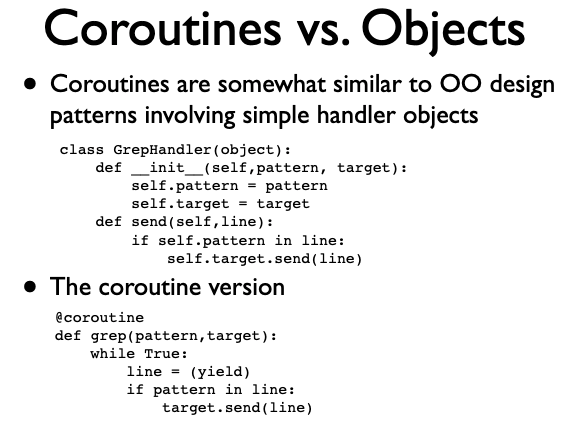 Coroutines vs. Objects
• Coroutines are somewhat similar to OO design
patterns involving simple handler objects
class GrepHandler(object):
    def __init__(self,pattern, target):
        self.pattern = pattern
        self.target = target
    def send(self,line):
        if self.pattern in line:
            self.target.send(line)
• The coroutine version
@coroutine
def grep(pattern,target):
    while True:
        line = (yield)
        if pattern in line:
            target.send(line)